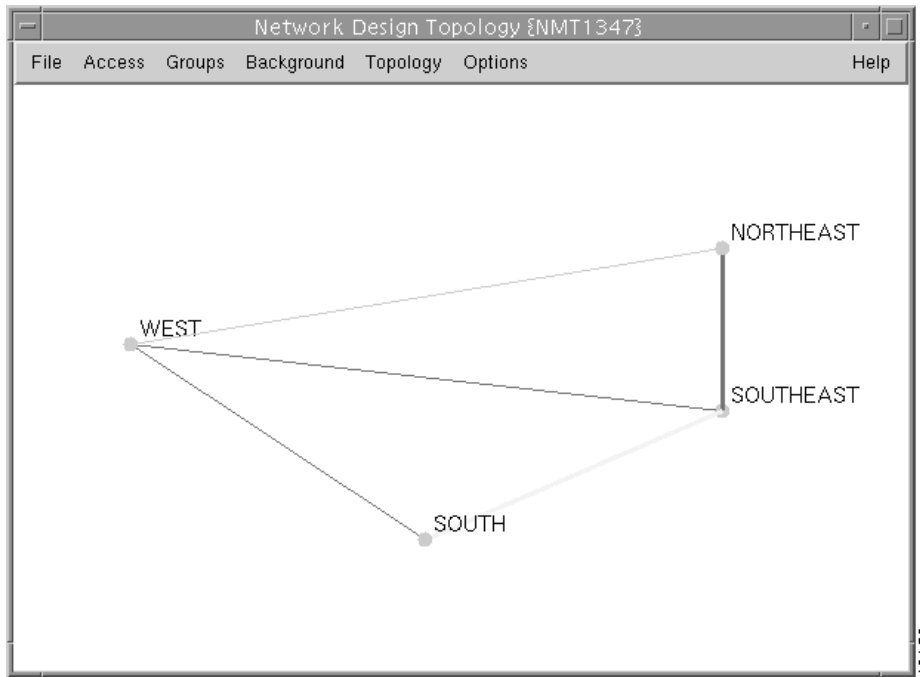 Network Design Topology {NMT1347}
File Access Groups Background Topology Options Help
NORTHEAST
WEST
SOUTHEAST
SOUTH